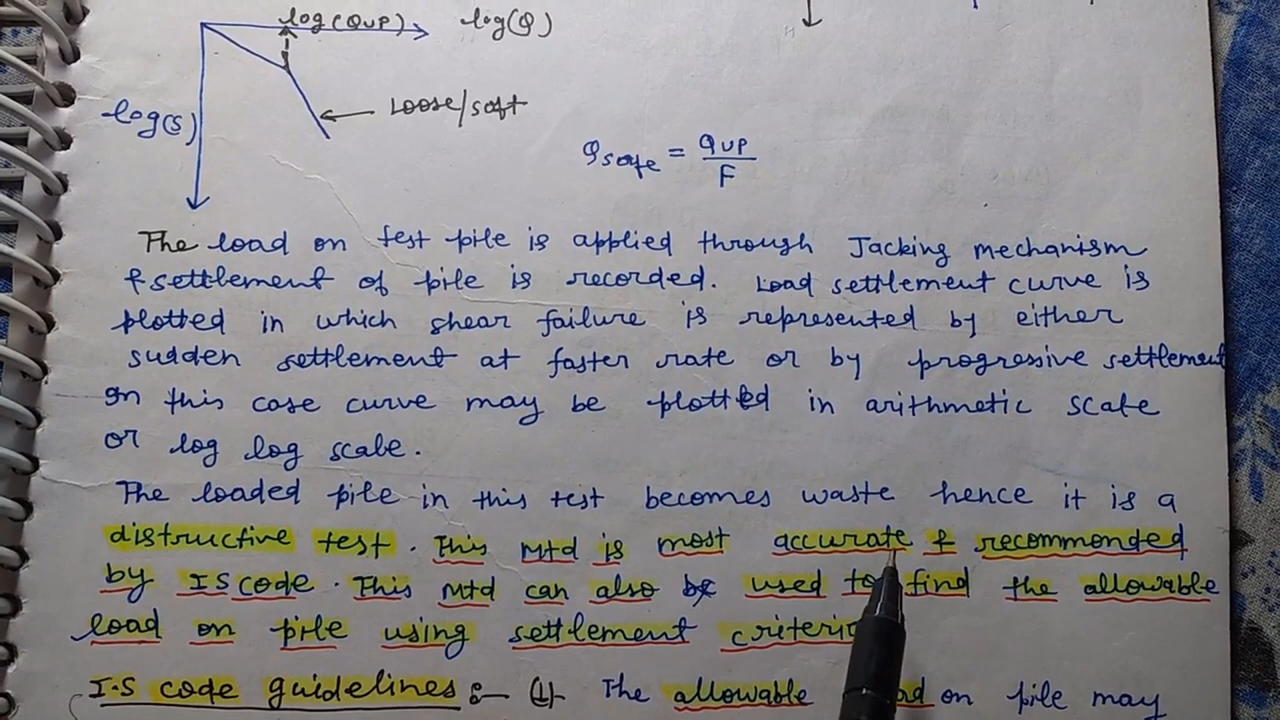 log(Qup) log(Q)
log(s)
Loose/soft
Qsafe = Qup/F
The load on test pile is applied through Jacking mechanism
& settlement of pile is recorded. Load settlement curve is
plotted in which shear failure is represented by either
sudden settlement at faster rate or by progressive settlement
In this case curve may be plotted in arithmetic scale
or log log scale.
The loaded pile in this test becomes waste hence it is a
distructive test. This Mtd is most accurate & recommonded
by IS code. This Mtd can also be used to find the allowable
load on pile using settlement
I.S code guidelines :- (1) The allowable on pile may